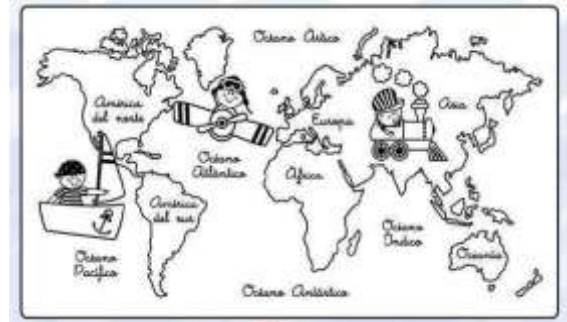 Océano Ártico
América
del norte
Europa
Asia
Océano
Atlántico
África
América
del sur
Océano
Índico
Oceanía
Océano
Pacífico
Océano Antártico